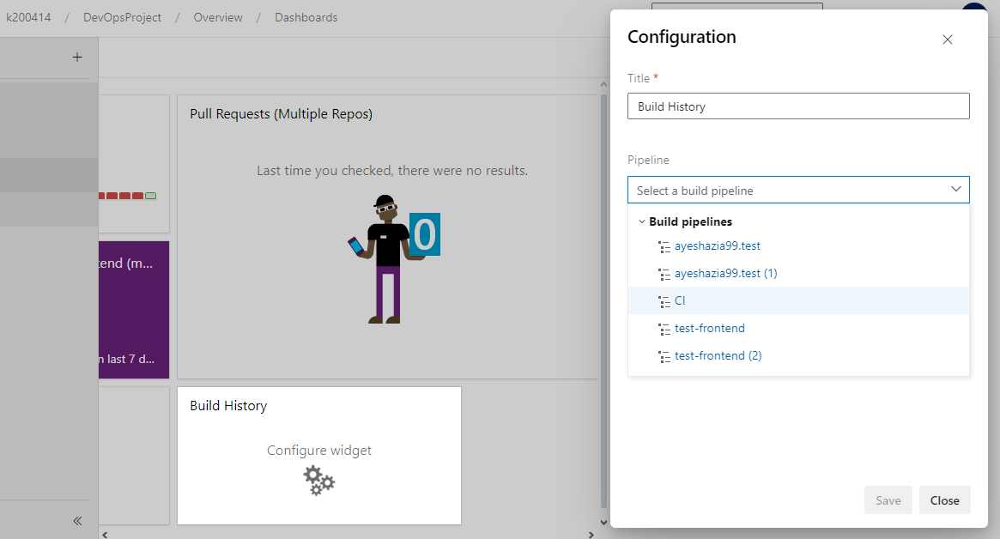 k200414 / DevOpsProject / Overview / Dashboards
Pull Requests (Multiple Repos)
Last time you checked, there were no results.
0
tend (m...
n last 7 d...
Build History
Configure widget
Configuration
Title *
Build History
Pipeline
Select a build pipeline
Build pipelines
ayeshazia99.test
ayeshazia99.test (1)
CI
test-frontend
test-frontend (2)
Save
Close